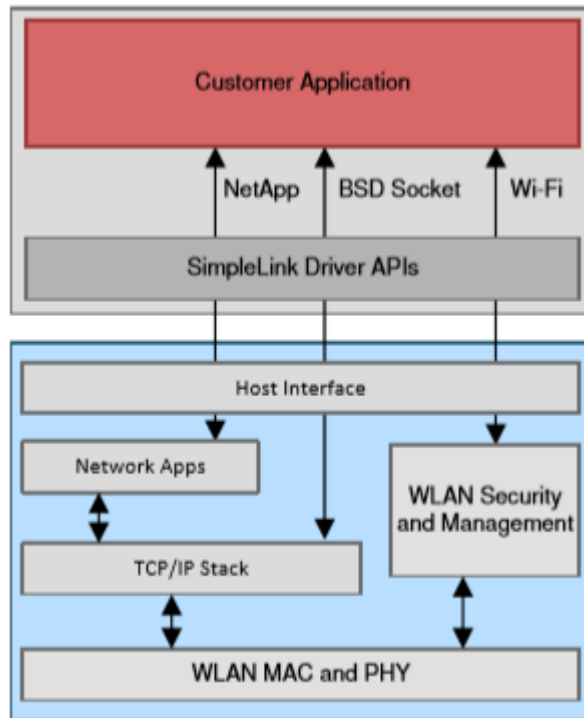 Customer Application
NetApp
BSD Socket
Wi-Fi
SimpleLink Driver APIs
Host Interface
Network Apps
WLAN Security
and Management
TCP/IP Stack
WLAN MAC and PHY